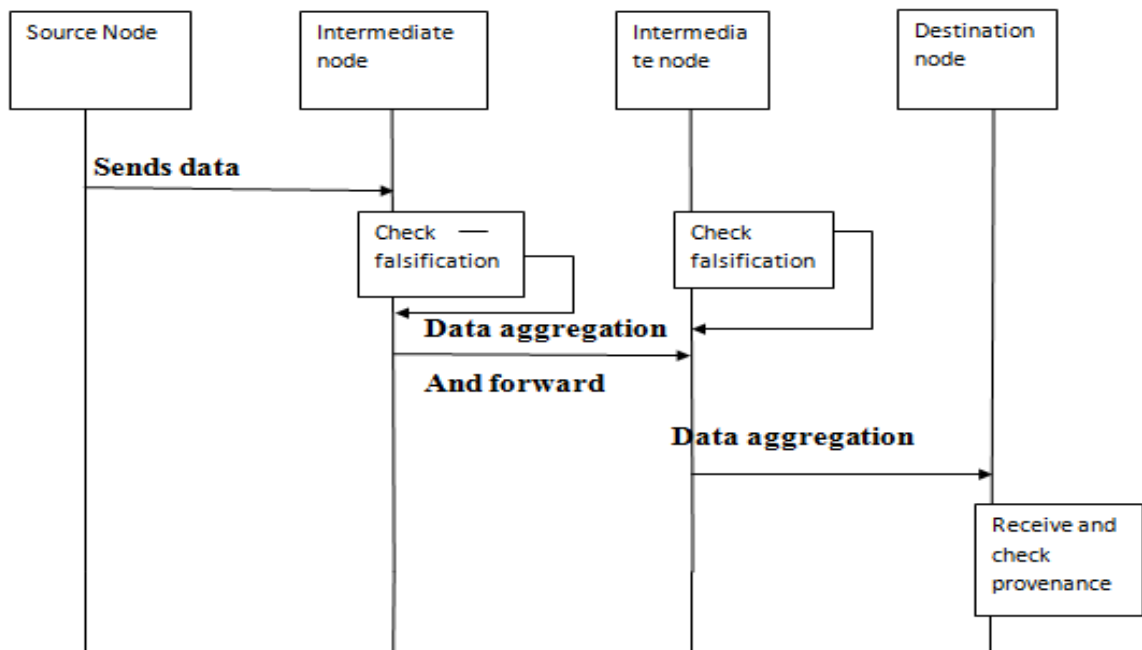 Source Node
Intermediate
node
Intermedia
te node
Destination
node
Sends data
Check
falsification
Check
falsification
Data aggregation
And forward
Data aggregation
Receive and
check
provenance